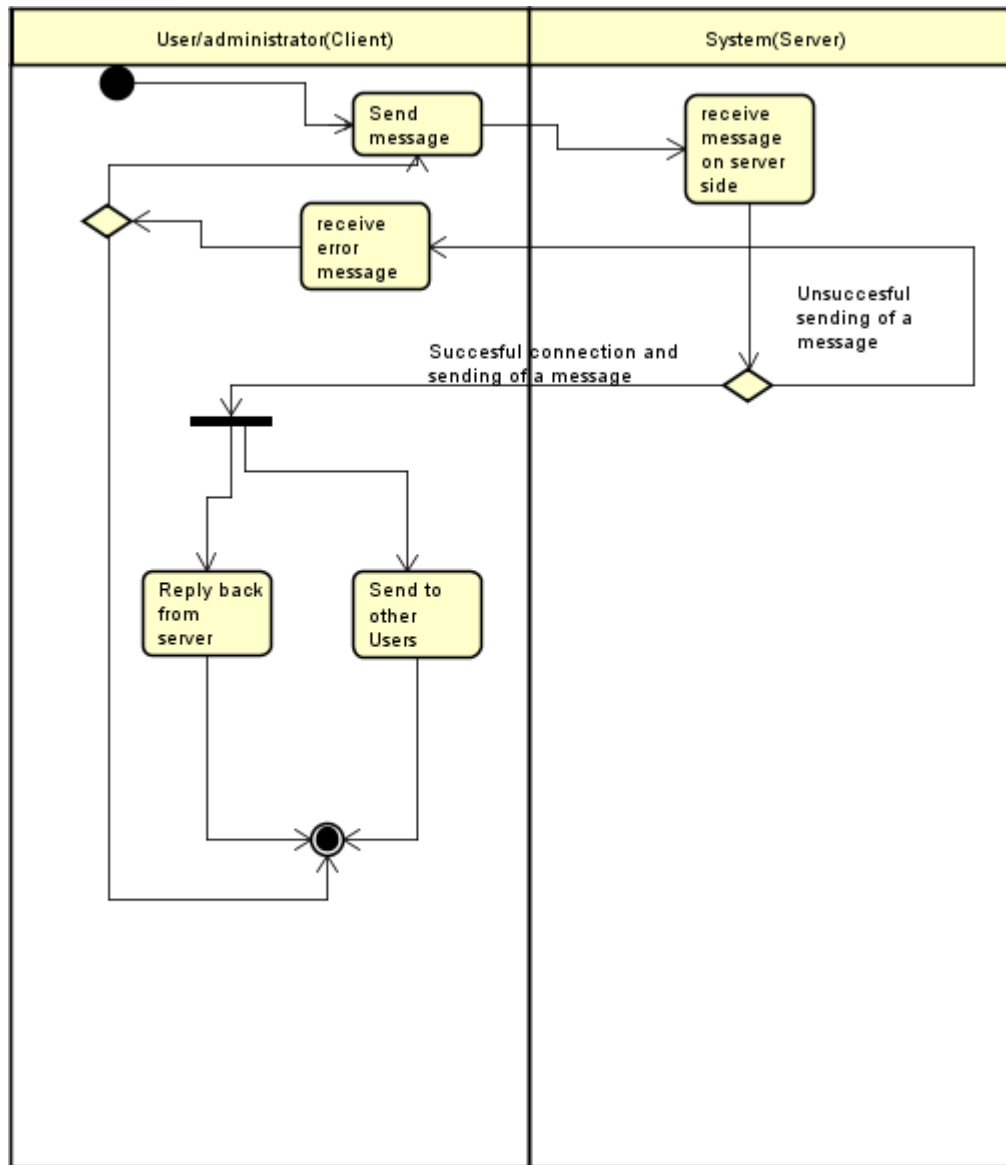 User/administrator(Client)
System(Server)
Send
message
receive
message
on server
side
receive
error
message
Unsuccesful
sending of a
message
Succesful connection and
sending of a message
Reply back
from
server
Send to
other
Users